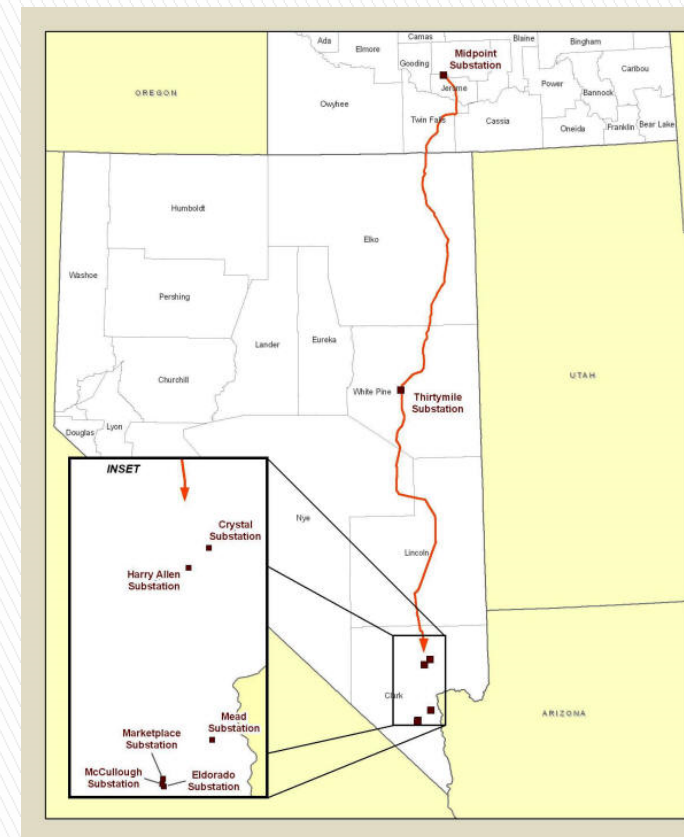 Ada
Camas
Blaine
Bingham
Elmore
Midpoint
Substation
Gooding
Caribou
OREGON
Jerome
Power
Bannock
Owyhee
Twin Falls
Cassia
Oneida
Franklin
Bear Lake
Humboldt
Elko
Washoe
Pershing
Lander
Eureka
UTAH
Churchill
White Pine
Thirtymile
Substation
Douglas
Lyon
INSET
Nye
Crystal
Substation
Lincoln
Harry Allen
Substation
Clark
ARIZONA
Mead
Substation
Marketplace
Substation
McCullough
Substation
Eldorado
Substation